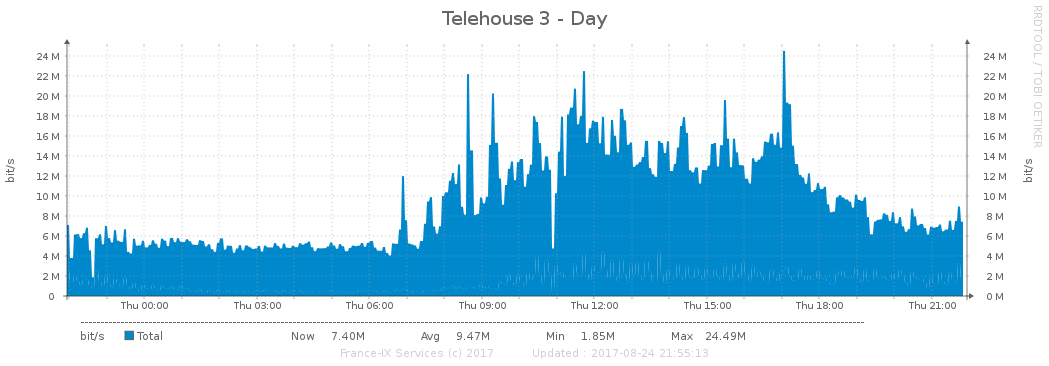 Telehouse 3 - Day
RRDTOOL / TOBI OETIKER
bit/s
24 M 24 M
22 M 22 M
20 M 20 M
18 M 18 M
16 M 16 M
14 M 14 M
12 M 12 M
10 M 10 M
8 M 8 M
6 M 6 M
4 M 4 M
2 M 2 M
0 0 M
bit/s
Thu 00:00 Thu 03:00 Thu 06:00 Thu 09:00 Thu 12:00 Thu 15:00 Thu 18:00 Thu 21:00
bit/s Total Now 7.40M Avg 9.47M Min 1.85M Max 24.49M
France-IX Services (c) 2017 Updated : 2017-08-24 21:55:13